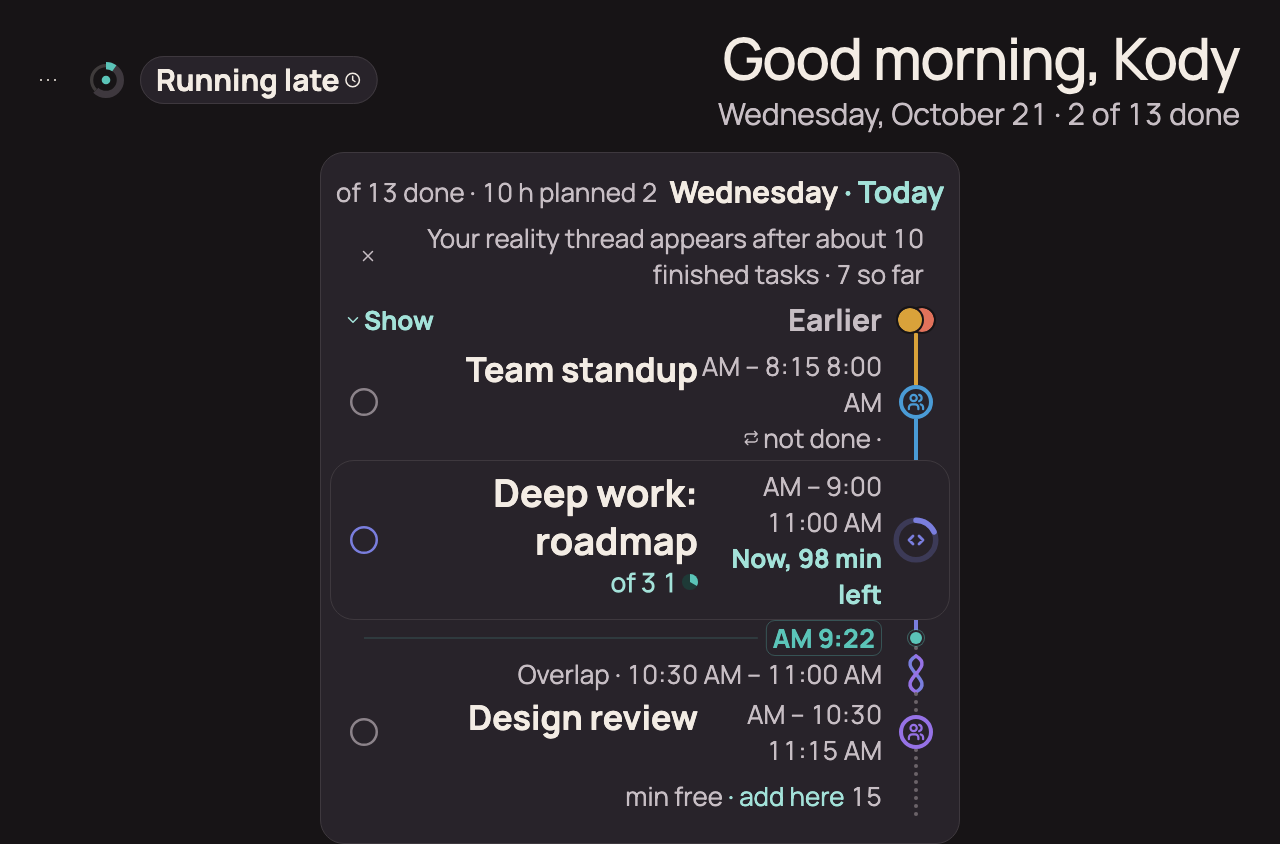 Good morning, Kody
Wednesday, October 21 · 2 of 13 done
Running late
...
Wednesday · Today
of 13 done · 10 h planned 2
Your reality thread appears after about 10
finished tasks · 7 so far
Earlier
Show
Team standup
AM – 8:15 8:00
AM
not done ·
Deep work:
roadmap
of 3 1
AM – 9:00
11:00 AM
Now, 98 min
left
AM 9:22
Overlap · 10:30 AM – 11:00 AM
Design review
AM – 10:30
11:15 AM
min free · add here 15